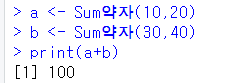 > a <- Sum약자(10,20)
> b <- Sum약자(30,40)
> print(a+b)
[1] 100